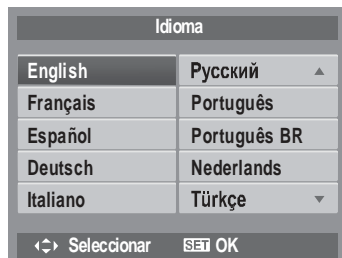 Idioma
English Русский
Français Português
Español Português BR
Deutsch Nederlands
Italiano Türkçe
Seleccionar SET OK